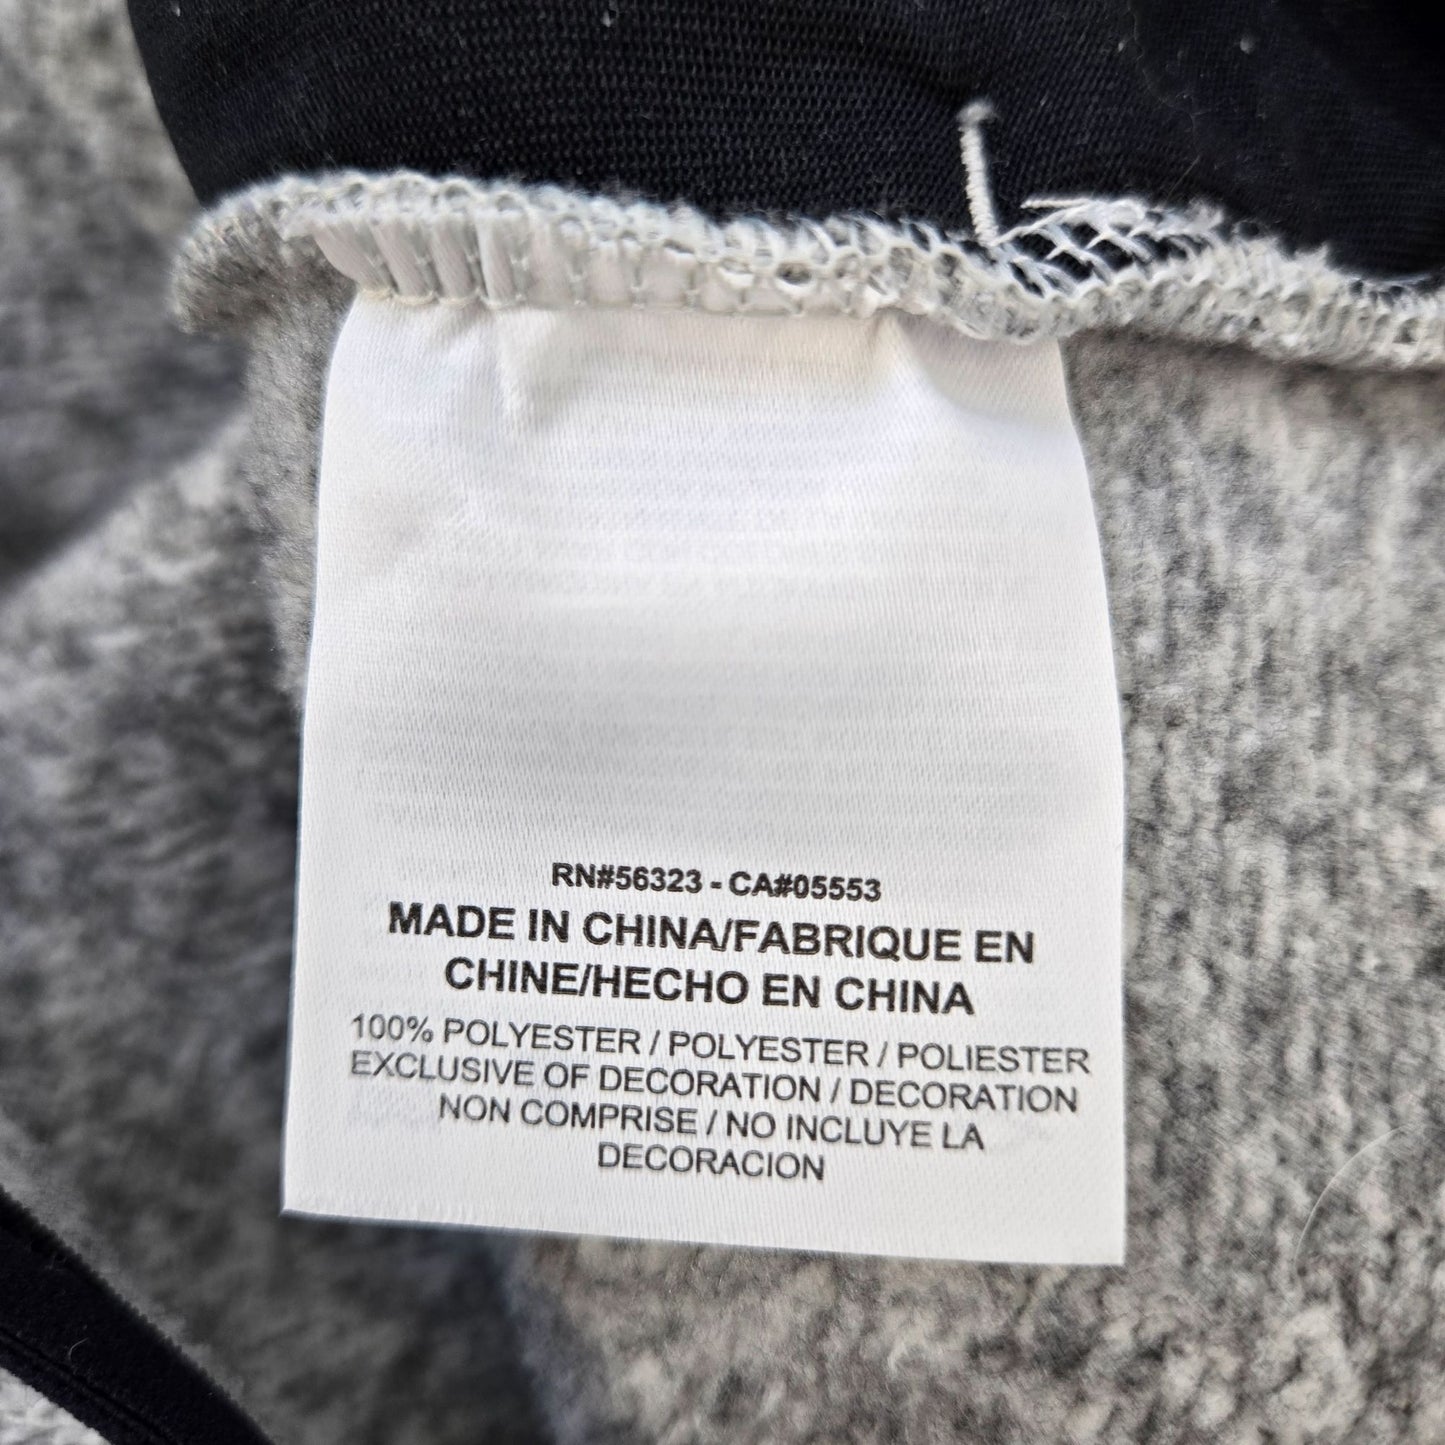 RN#56323 - CA#05553
MADE IN CHINA/FABRIQUE EN
CHINE/HECHO EN CHINA
100% POLYESTER / POLYESTER / POLIESTER
EXCLUSIVE OF DECORATION / DECORATION
NON COMPRISE / NO INCLUYE LA
DECORACION